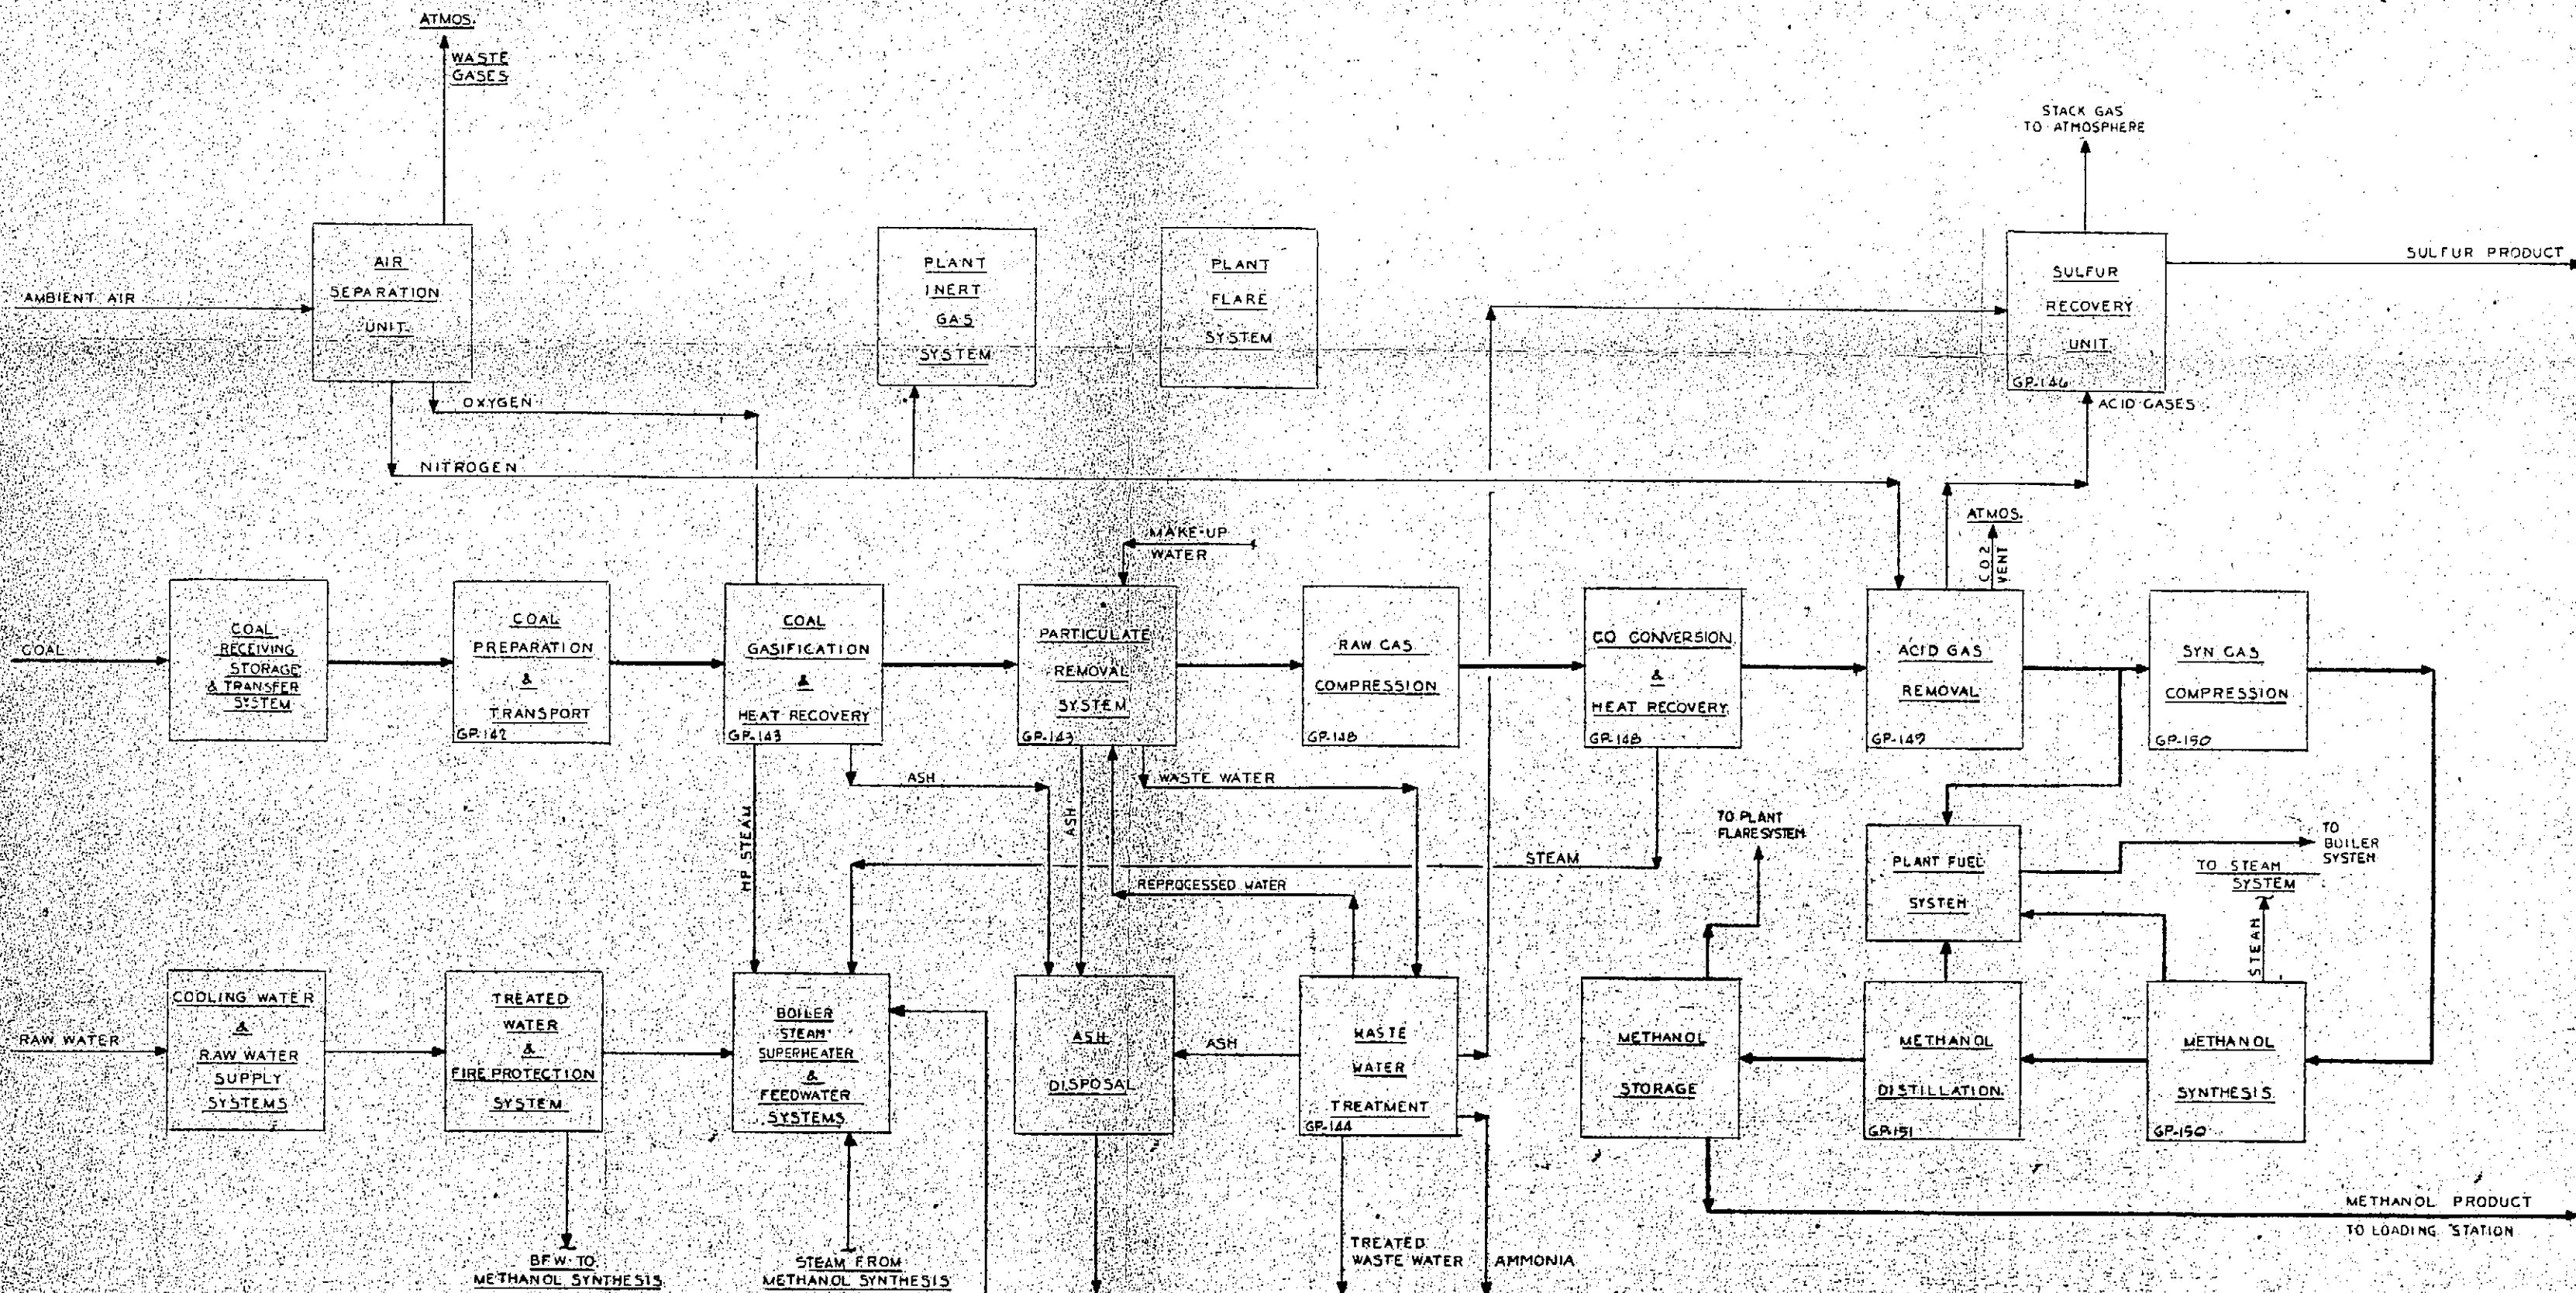 ATMOS.
WASTE
GASES
STACK GAS
TO ATMOSPHERE
AMBIENT AIR
AIR
SEPARATION
UNIT
PLANT
INERT
GAS
SYSTEM
PLANT
FLARE
SYSTEM
SULFUR
RECOVERY
UNIT
GP-146
SULFUR PRODUCT
OXYGEN
NITROGEN
ACID GASES
ATMOS.
CO2
VENT
MAKE-UP
WATER
COAL
COAL
RECEIVING
STORAGE
& TRANSFER
SYSTEM
COAL
PREPARATION
&
TRANSPORT
GP-142
COAL
GASIFICATION
&
HEAT RECOVERY
GP-143
PARTICULATE
REMOVAL
SYSTEM
GP-143
RAW GAS
COMPRESSION
GP-148
CO CONVERSION
&
HEAT RECOVERY
GP-148
ACID GAS
REMOVAL
GP-149
SYN GAS
COMPRESSION
GP-150
HP STEAM
ASH
ASH
WASTE WATER
STEAM
REPROCESSED WATER
TO PLANT
FLARE SYSTEM
PLANT FUEL
SYSTEM
TO
BOILER
SYSTEM
TO STEAM
SYSTEM
STEAM
RAW WATER
COOLING WATER
&
RAW WATER
SUPPLY
SYSTEMS
TREATED
WATER
&
FIRE PROTECTION
SYSTEM
BOILER
STEAM
SUPERHEATER
&
FEEDWATER
SYSTEMS
ASH
DISPOSAL
ASH
WASTE
WATER
TREATMENT
GP-144
METHANOL
STORAGE
METHANOL
DISTILLATION
GP-151
METHANOL
SYNTHESIS
GP-150
BFW TO
METHANOL SYNTHESIS
STEAM FROM
METHANOL SYNTHESIS
TREATED
WASTE WATER
AMMONIA
METHANOL PRODUCT
TO LOADING STATION